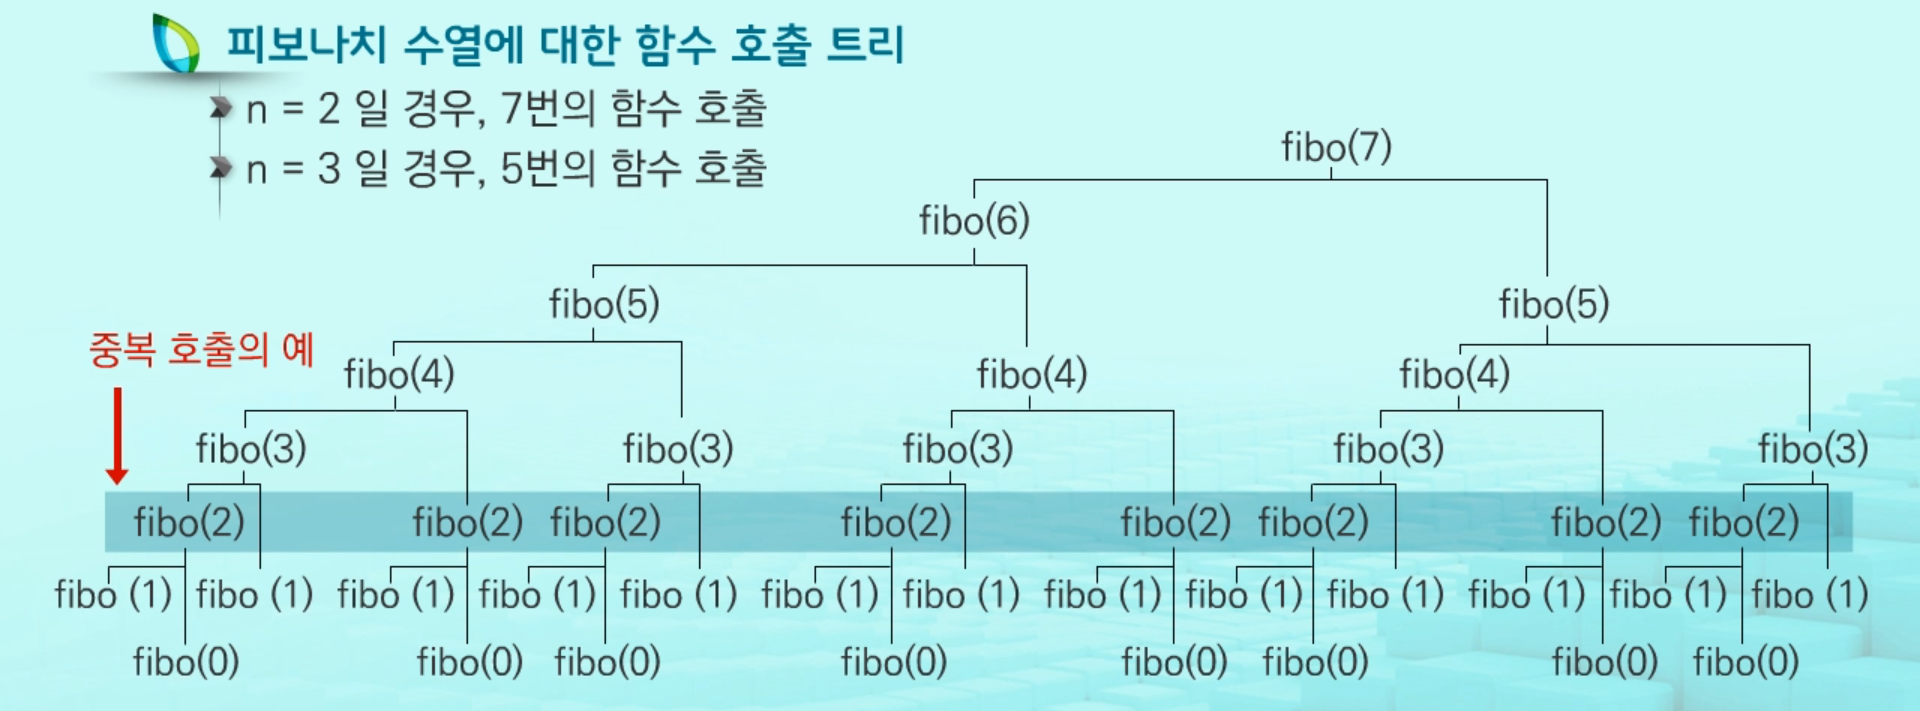 피보나치 수열에 대한 함수 호출 트리
n = 2 일 경우, 7번의 함수 호출
n = 3 일 경우, 5번의 함수 호출
fibo(7)
fibo(6)
fibo(5) fibo(5)
중복 호출의 예
fibo(4) fibo(4) fibo(4)
fibo(3) fibo(3) fibo(3) fibo(3) fibo(3)
fibo(2) fibo(2) fibo(2) fibo(2) fibo(2) fibo(2) fibo(2) fibo(2)
fibo (1) fibo (1) fibo (1) fibo (1) fibo (1) fibo (1) fibo (1) fibo (1) fibo (1) fibo (1) fibo (1) fibo (1) fibo (1)
fibo(0) fibo(0) fibo(0) fibo(0) fibo(0) fibo(0) fibo(0) fibo(0)